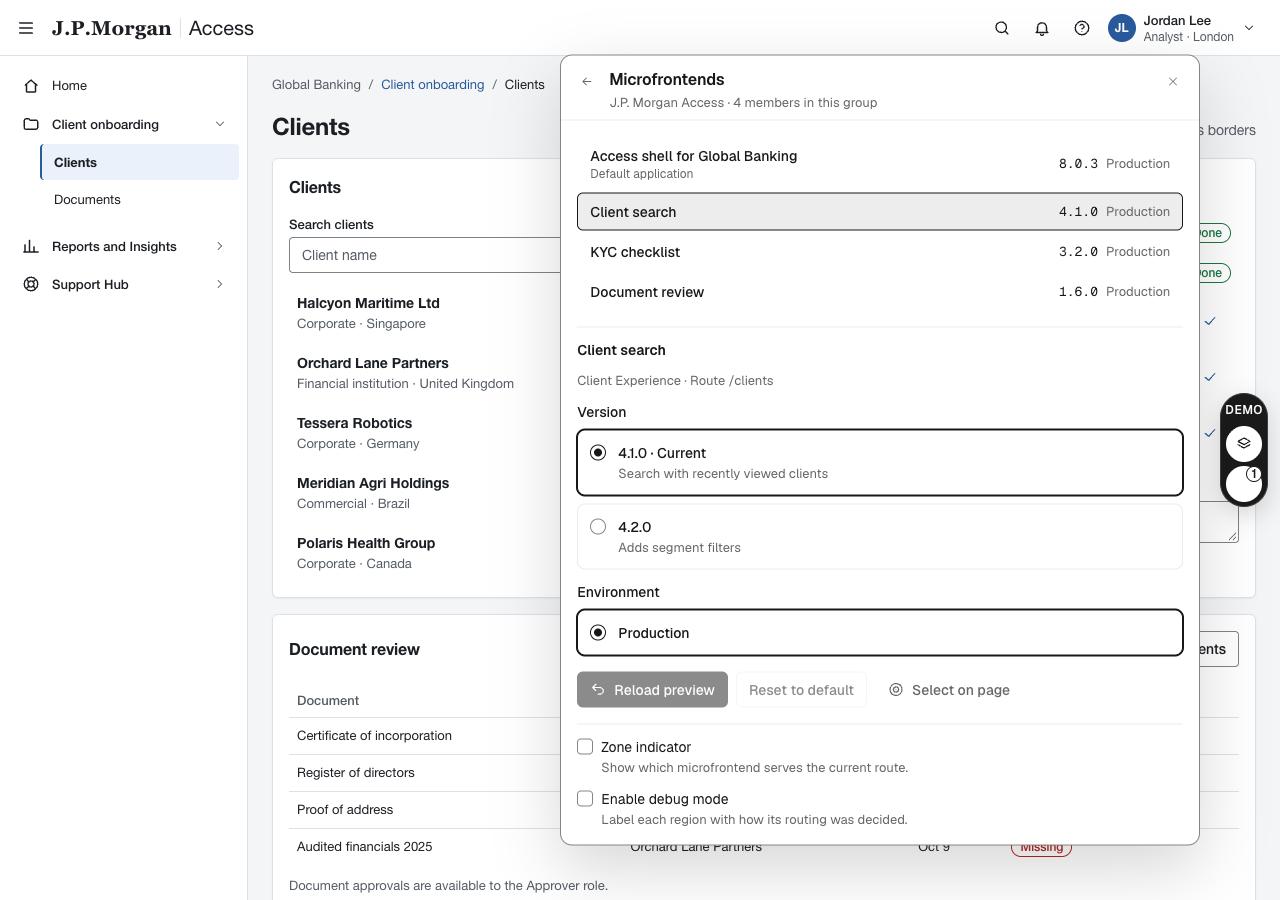 J.P.Morgan
Access
JL
Jordan Lee
Analyst · London
Home
Client onboarding
Clients
Documents
Reports and Insights
Support Hub
Global Banking / Client onboarding / Clients
Clients
Clients
Search clients
Client name
Halcyon Maritime Ltd
Corporate · Singapore
Orchard Lane Partners
Financial institution · United Kingdom
Tessera Robotics
Corporate · Germany
Meridian Agri Holdings
Commercial · Brazil
Polaris Health Group
Corporate · Canada
Document review
Document
Certificate of incorporation
Register of directors
Proof of address
Audited financials 2025
Orchard Lane Partners
Oct 9
Missing
Document approvals are available to the Approver role.
Microfrontends
J.P. Morgan Access · 4 members in this group
Access shell for Global Banking
Default application
8.0.3 Production
Client search 4.1.0 Production
KYC checklist 3.2.0 Production
Document review 1.6.0 Production
Client search
Client Experience · Route /clients
Version
4.1.0 · Current
Search with recently viewed clients
4.2.0
Adds segment filters
Environment
Production
Reload preview
Reset to default
Select on page
Zone indicator
Show which microfrontend serves the current route.
Enable debug mode
Label each region with how its routing was decided.
borders
DEMO
1